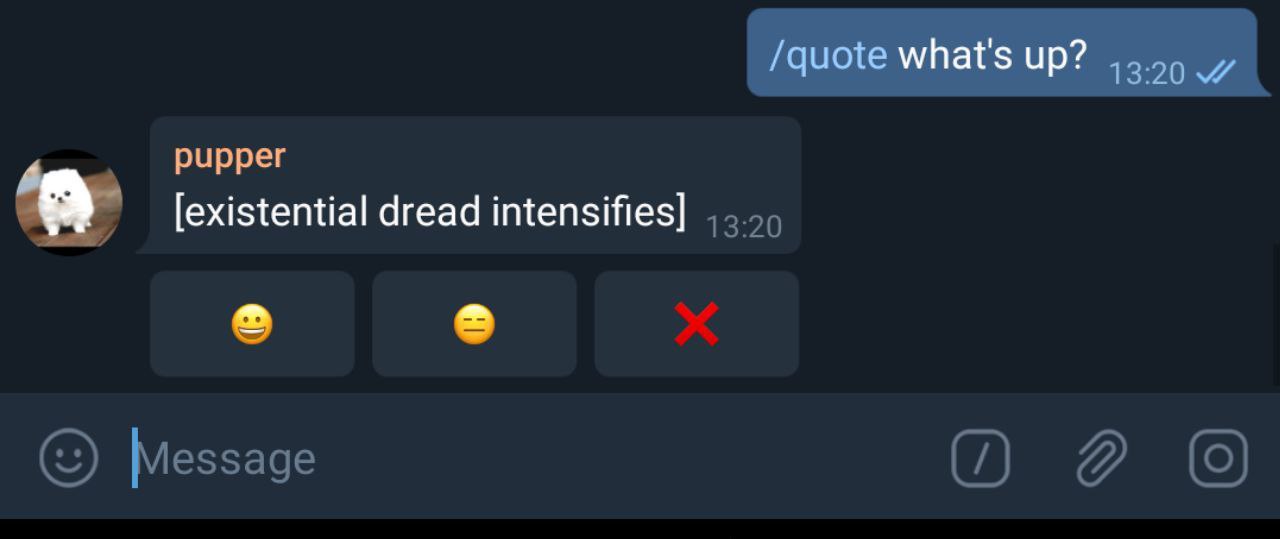 /quote what's up? 13:20
pupper
[existential dread intensifies] 13:20
Message